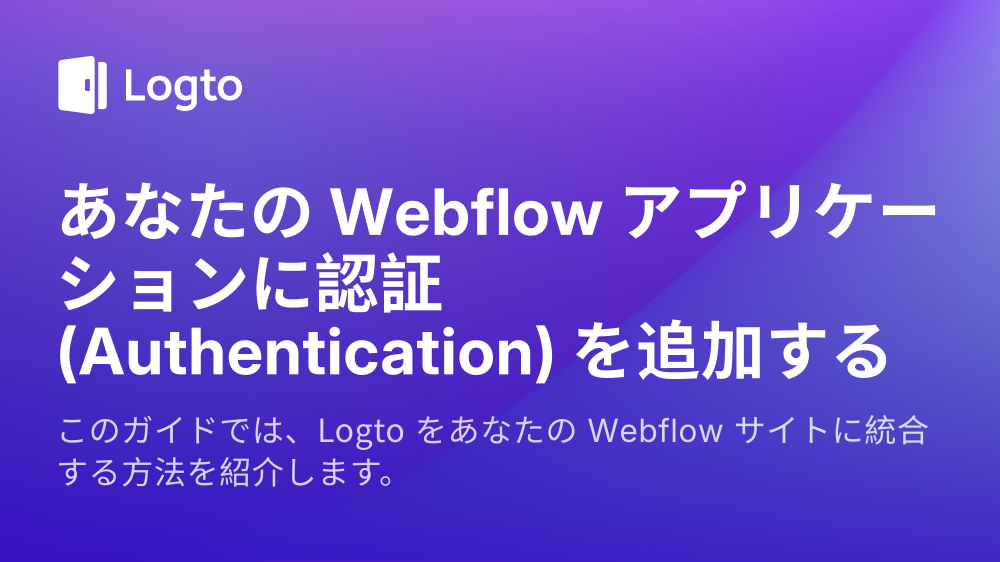 Logto
あなたの Webflow アプリケー
ションに認証
(Authentication) を追加する
このガイドでは、Logto をあなたの Webflow サイトに統合
する方法を紹介します。